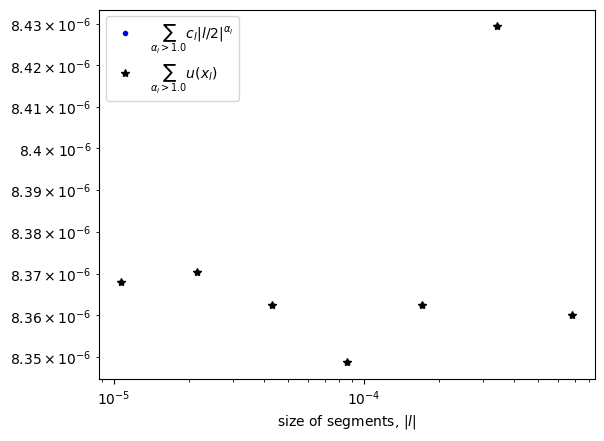 8.43 × 10⁻⁶
8.42 × 10⁻⁶
8.41 × 10⁻⁶
8.4 × 10⁻⁶
8.39 × 10⁻⁶
8.38 × 10⁻⁶
8.37 × 10⁻⁶
8.36 × 10⁻⁶
8.35 × 10⁻⁶
∑_{α_l>1.0} c_l|l/2|^{α_l}
∑_{α_l>1.0} u(x_l)
10⁻⁵ 10⁻⁴
size of segments, |l|